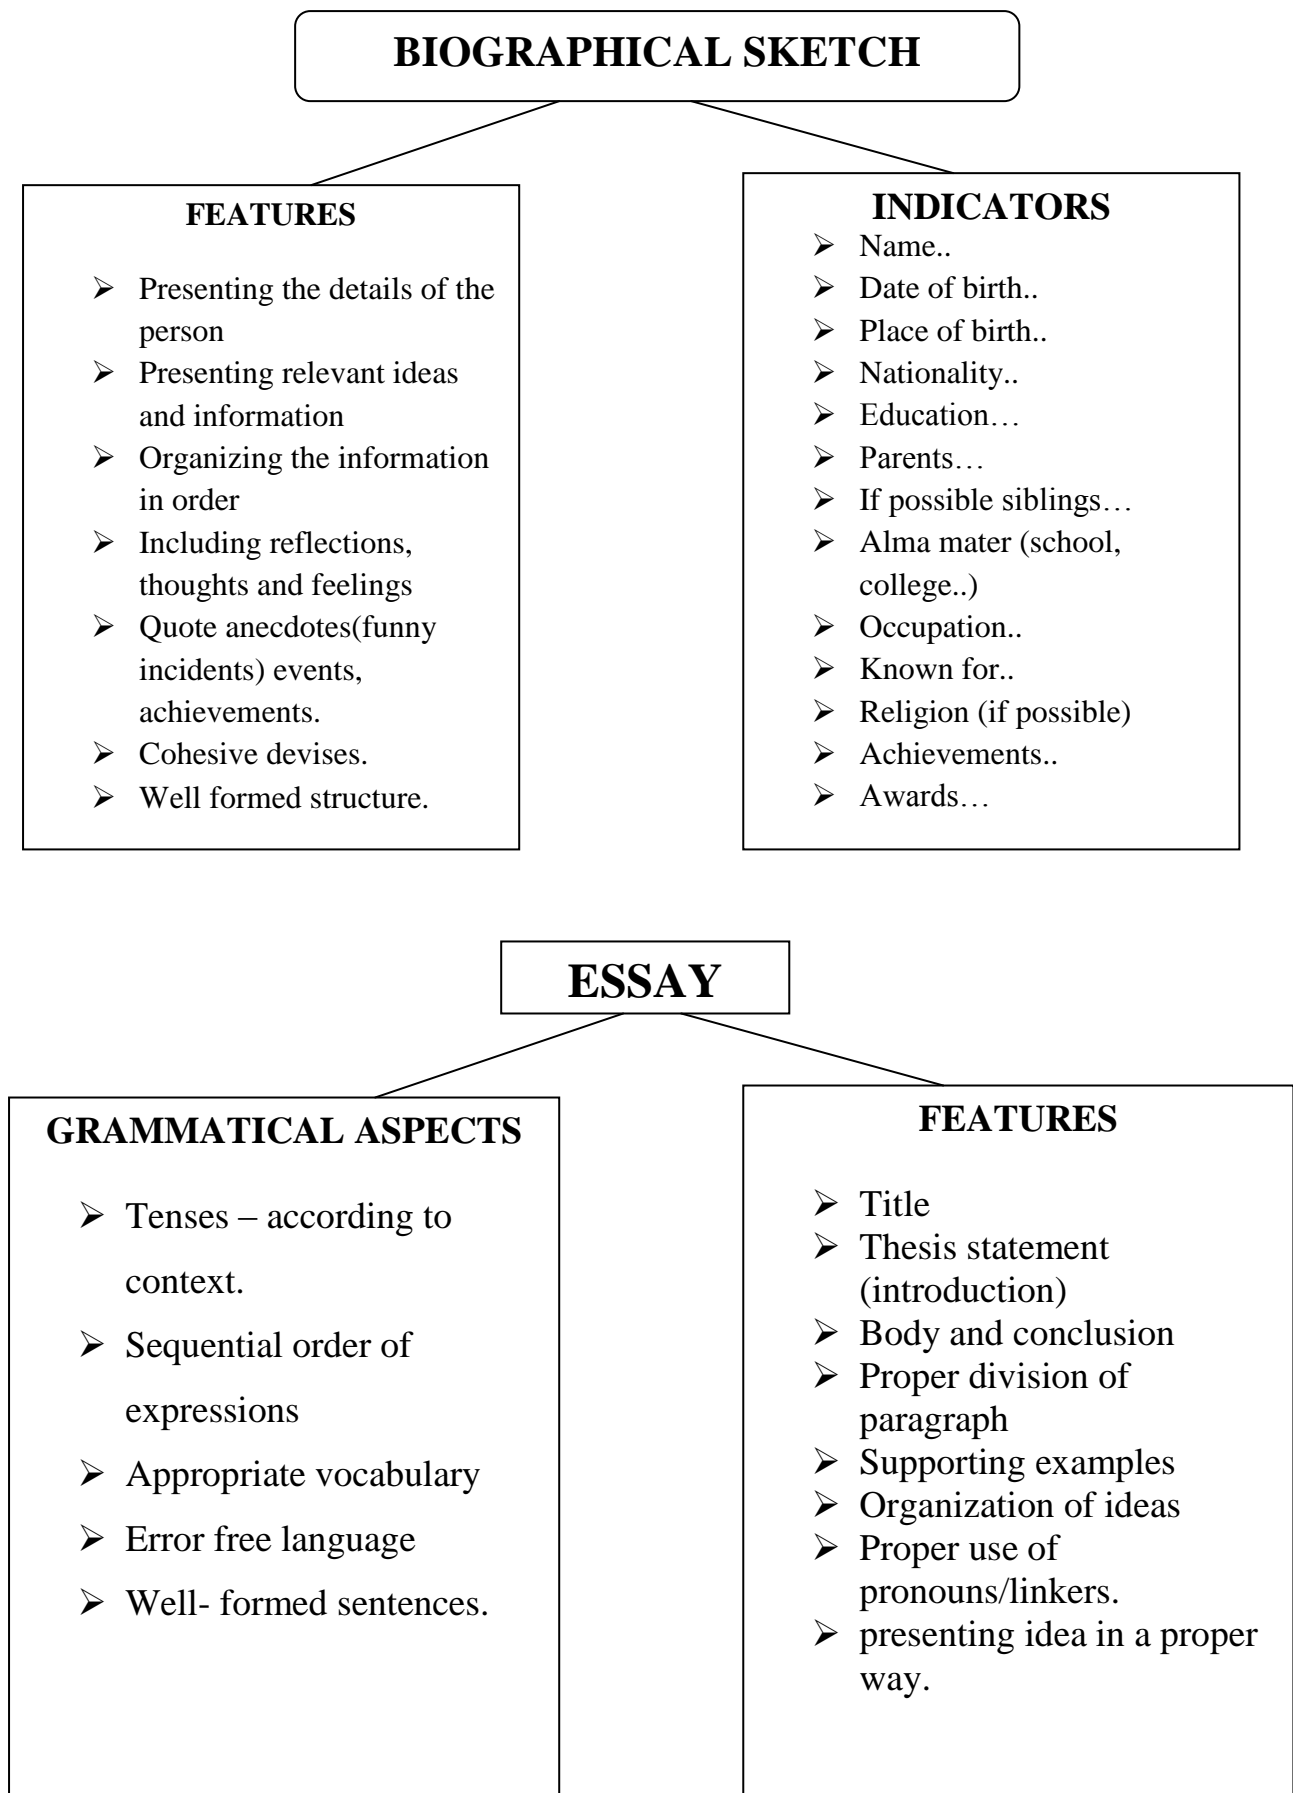 BIOGRAPHICAL SKETCH
FEATURES
➢ Presenting the details of the
person
➢ Presenting relevant ideas
and information
➢ Organizing the information
in order
➢ Including reflections,
thoughts and feelings
➢ Quote anecdotes(funny
incidents) events,
achievements.
➢ Cohesive devises.
➢ Well formed structure.
INDICATORS
➢ Name..
➢ Date of birth..
➢ Place of birth..
➢ Nationality..
➢ Education…
➢ Parents…
➢ If possible siblings…
➢ Alma mater (school,
college..)
➢ Occupation..
➢ Known for..
➢ Religion (if possible)
➢ Achievements..
➢ Awards…
ESSAY
GRAMMATICAL ASPECTS
➢ Tenses – according to
context.
➢ Sequential order of
expressions
➢ Appropriate vocabulary
➢ Error free language
➢ Well- formed sentences.
FEATURES
➢ Title
➢ Thesis statement
(introduction)
➢ Body and conclusion
➢ Proper division of
paragraph
➢ Supporting examples
➢ Organization of ideas
➢ Proper use of
pronouns/linkers.
➢ presenting idea in a proper
way.